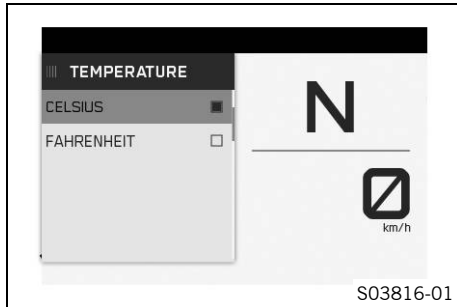 TEMPERATURE
CELSIUS
FAHRENHEIT
N
0
km/h
S03816-01